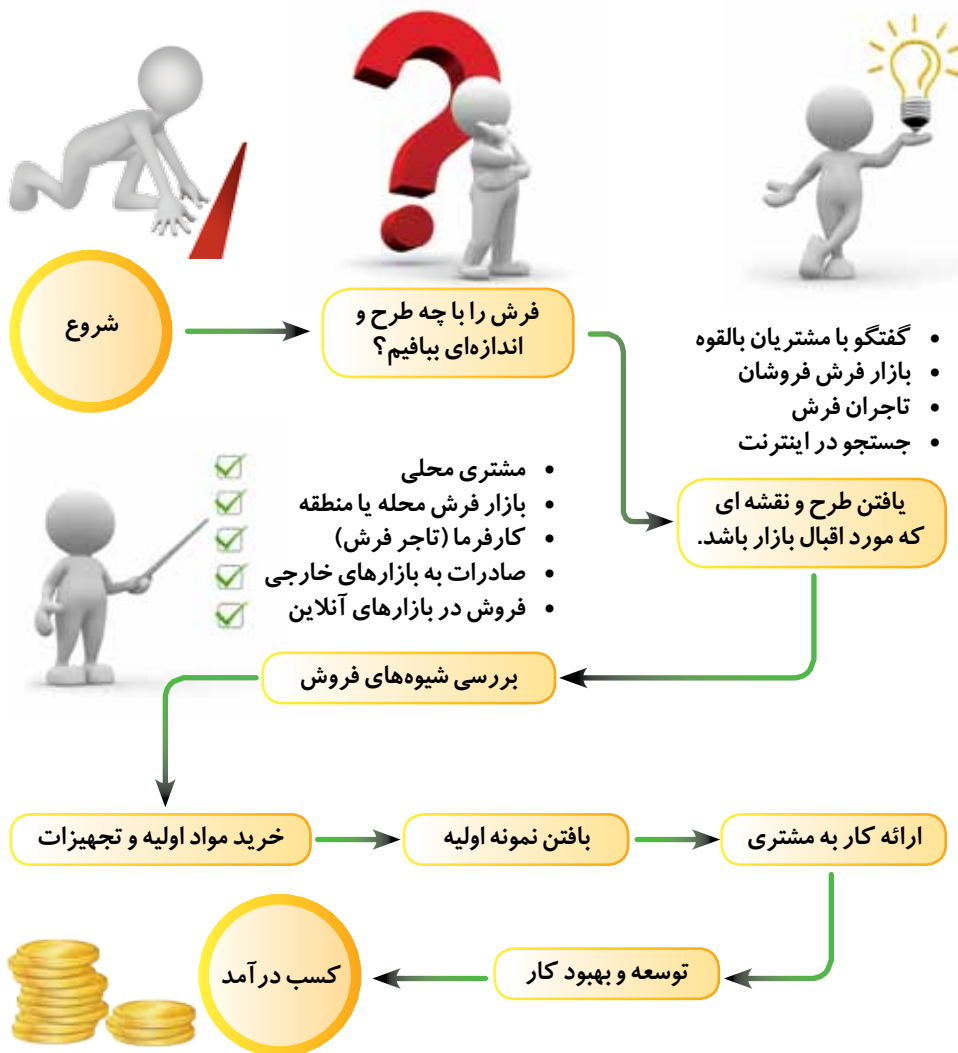 شروع
فرش را با چه طرح و
اندازه‌ای ببافیم؟
• گفتگو با مشتریان بالقوه
• بازار فرش فروشان
• تاجران فرش
• جستجو در اینترنت
یافتن طرح و نقشه ای
که مورد اقبال بازار باشد.
• مشتری محلی
• بازار فرش محله یا منطقه
• کارفرما (تاجر فرش)
• صادرات به بازارهای خارجی
• فروش در بازارهای آنلاین
بررسی شیوه‌های فروش
خرید مواد اولیه و تجهیزات
بافتن نمونه اولیه
ارائه کار به مشتری
توسعه و بهبود کار
کسب درآمد